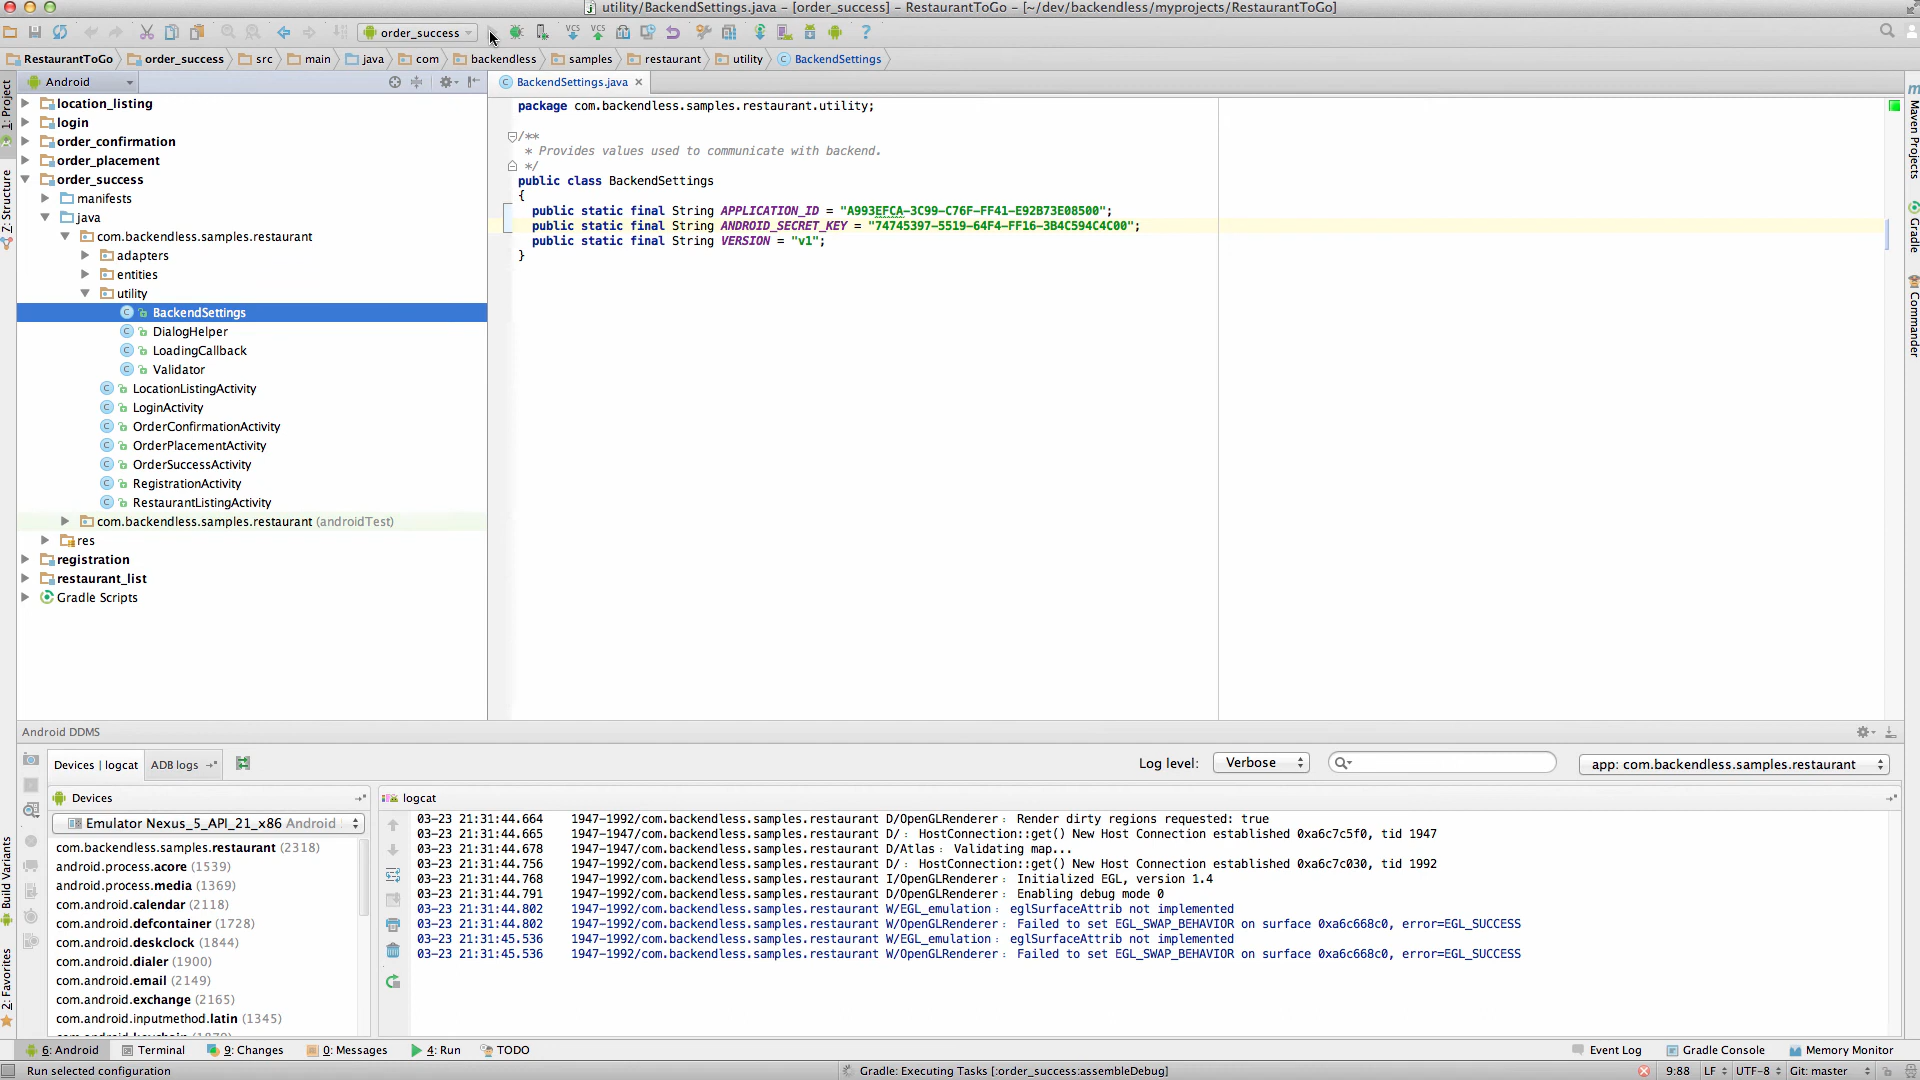 utility/BackendSettings.java – [order_success] – RestaurantToGo – [~/dev/backendless/myprojects/RestaurantToGo]
order_success
RestaurantToGo order_success src main java com backendless samples restaurant utility BackendSettings
Android
BackendSettings.java
1: Project
Z: Structure
Build Variants
2: Favorites
location_listing
login
order_confirmation
order_placement
order_success
manifests
java
com.backendless.samples.restaurant
adapters
entities
utility
BackendSettings
DialogHelper
LoadingCallback
Validator
LocationListingActivity
LoginActivity
OrderConfirmationActivity
OrderPlacementActivity
OrderSuccessActivity
RegistrationActivity
RestaurantListingActivity
com.backendless.samples.restaurant (androidTest)
res
registration
restaurant_list
Gradle Scripts
package com.backendless.samples.restaurant.utility;
/**
* Provides values used to communicate with backend.
*/
public class BackendSettings
{
public static final String APPLICATION_ID = "A993EFCA-3C99-C76F-FF41-E92B73E08500";
public static final String ANDROID_SECRET_KEY = "74745397-5519-64F4-FF16-3B4C594C4C00";
public static final String VERSION = "v1";
}
Maven Projects
Gradle
Commander
Android DDMS
Devices | logcat
ADB logs
Log level:
Verbose
app: com.backendless.samples.restaurant
Devices
logcat
Emulator Nexus_5_API_21_x86 Android
com.backendless.samples.restaurant (2318)
android.process.acore (1539)
android.process.media (1369)
com.android.calendar (2118)
com.android.defcontainer (1728)
com.android.deskclock (1844)
com.android.dialer (1900)
com.android.email (2149)
com.android.exchange (2165)
com.android.inputmethod.latin (1345)
03-23 21:31:44.664 1947-1992/com.backendless.samples.restaurant D/OpenGLRenderer﹕ Render dirty regions requested: true
03-23 21:31:44.665 1947-1992/com.backendless.samples.restaurant D/﹕ HostConnection::get() New Host Connection established 0xa6c7c5f0, tid 1947
03-23 21:31:44.678 1947-1947/com.backendless.samples.restaurant D/Atlas﹕ Validating map...
03-23 21:31:44.756 1947-1992/com.backendless.samples.restaurant D/﹕ HostConnection::get() New Host Connection established 0xa6c7c030, tid 1992
03-23 21:31:44.768 1947-1992/com.backendless.samples.restaurant I/OpenGLRenderer﹕ Initialized EGL, version 1.4
03-23 21:31:44.791 1947-1992/com.backendless.samples.restaurant D/OpenGLRenderer﹕ Enabling debug mode 0
03-23 21:31:44.802 1947-1992/com.backendless.samples.restaurant W/EGL_emulation﹕ eglSurfaceAttrib not implemented
03-23 21:31:44.802 1947-1992/com.backendless.samples.restaurant W/OpenGLRenderer﹕ Failed to set EGL_SWAP_BEHAVIOR on surface 0xa6c668c0, error=EGL_SUCCESS
03-23 21:31:45.536 1947-1992/com.backendless.samples.restaurant W/EGL_emulation﹕ eglSurfaceAttrib not implemented
03-23 21:31:45.536 1947-1992/com.backendless.samples.restaurant W/OpenGLRenderer﹕ Failed to set EGL_SWAP_BEHAVIOR on surface 0xa6c668c0, error=EGL_SUCCESS
6: Android Terminal 9: Changes 0: Messages 4: Run TODO Event Log Gradle Console Memory Monitor
Run selected configuration Gradle: Executing Tasks [:order_success:assembleDebug] 9:88 LF UTF-8 Git: master